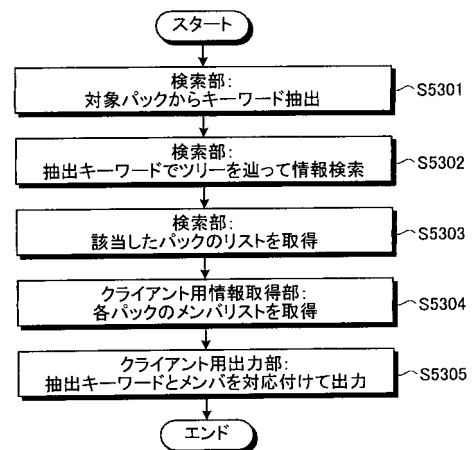 スタート
検索部:
対象パックからキーワード抽出
S5301
検索部:
抽出キーワードでツリーを辿って情報検索
S5302
検索部:
該当したパックのリストを取得
S5303
クライアント用情報取得部:
各パックのメンバリストを取得
S5304
クライアント用出力部:
抽出キーワードとメンバを対応付けて出力
S5305
エンド